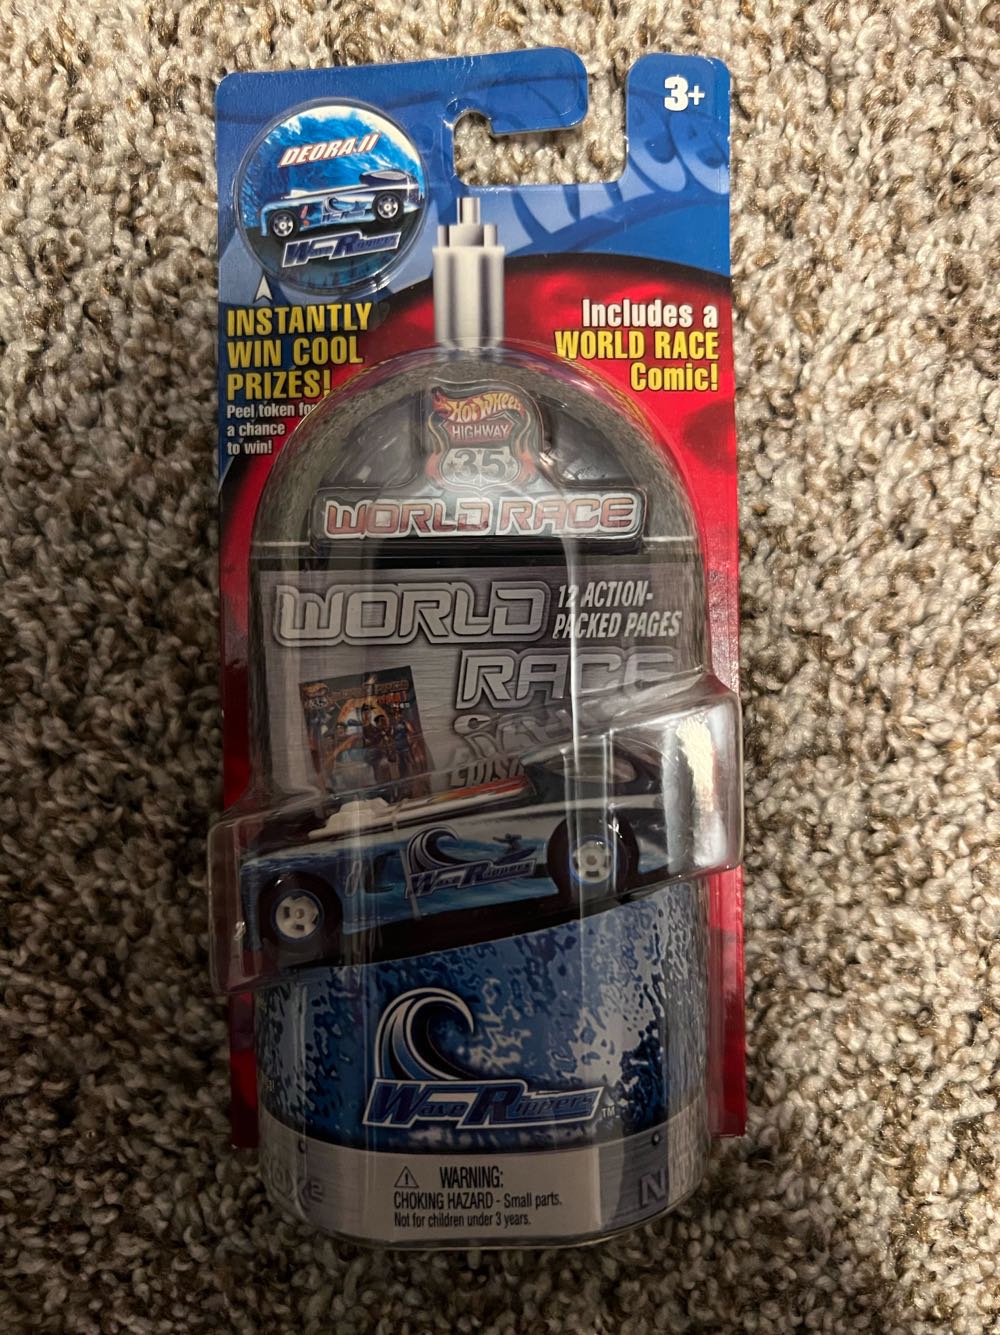 3+
DEORA II
Wave Rippers
INSTANTLY
WIN COOL
PRIZES!
Peel token for
a chance
to win!
Includes a
WORLD RACE
Comic!
Hot Wheels
HIGHWAY
35
WORLD RACE
WORLD
12 ACTION-
PACKED PAGES
RACE
Wave Rippers
Wave Rippers™
WARNING:
CHOKING HAZARD - Small parts.
Not for children under 3 years.